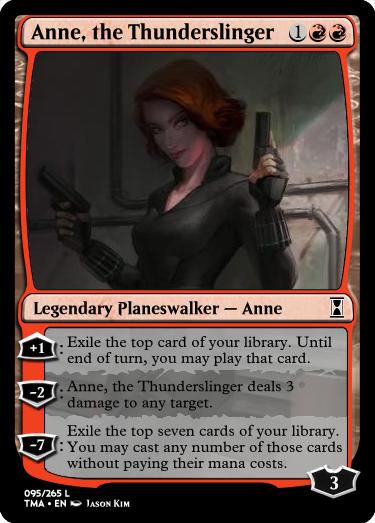 Anne, the Thunderslinger 1
Legendary Planeswalker — Anne
+1: Exile the top card of your library. Until
end of turn, you may play that card.
-2: Anne, the Thunderslinger deals 3
damage to any target.
-7: Exile the top seven cards of your library.
You may cast any number of those cards
without paying their mana costs.
3
095/265 L
TMA • EN Jason Kim